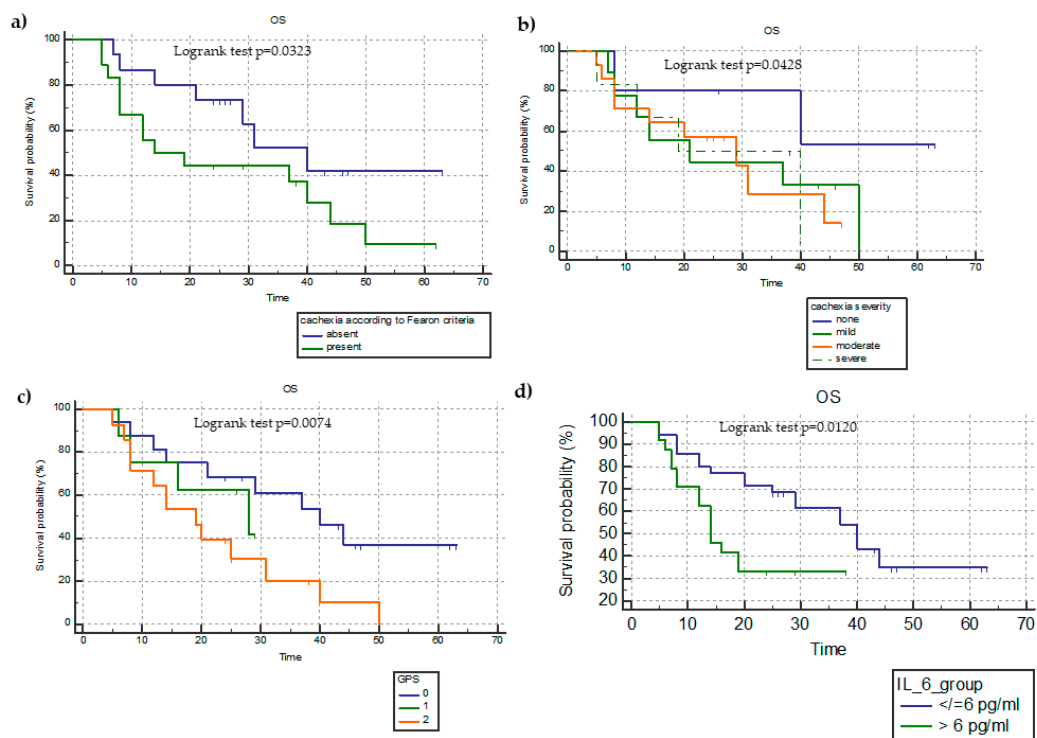 a)
OS
Logrank test p=0.0323
100
80
60
40
20
0
Survival probability (%)
0 10 20 30 40 50 60 70
Time
cachexia according to Fearon criteria
absent
present
b)
OS
Logrank test p=0.0428
100
80
60
40
20
0
Survival probability (%)
0 10 20 30 40 50 60 70
Time
cachexia severity
none
mild
moderate
severe
c)
OS
Logrank test p=0.0074
100
80
60
40
20
0
Survival probability (%)
0 10 20 30 40 50 60 70
Time
GPS
0
1
2
d)
OS
Logrank test p=0.0120
100
90
80
70
60
50
40
30
20
Survival probability (%)
0 10 20 30 40 50 60 70
Time
IL_6_group
</=6 pg/ml
> 6 pg/ml